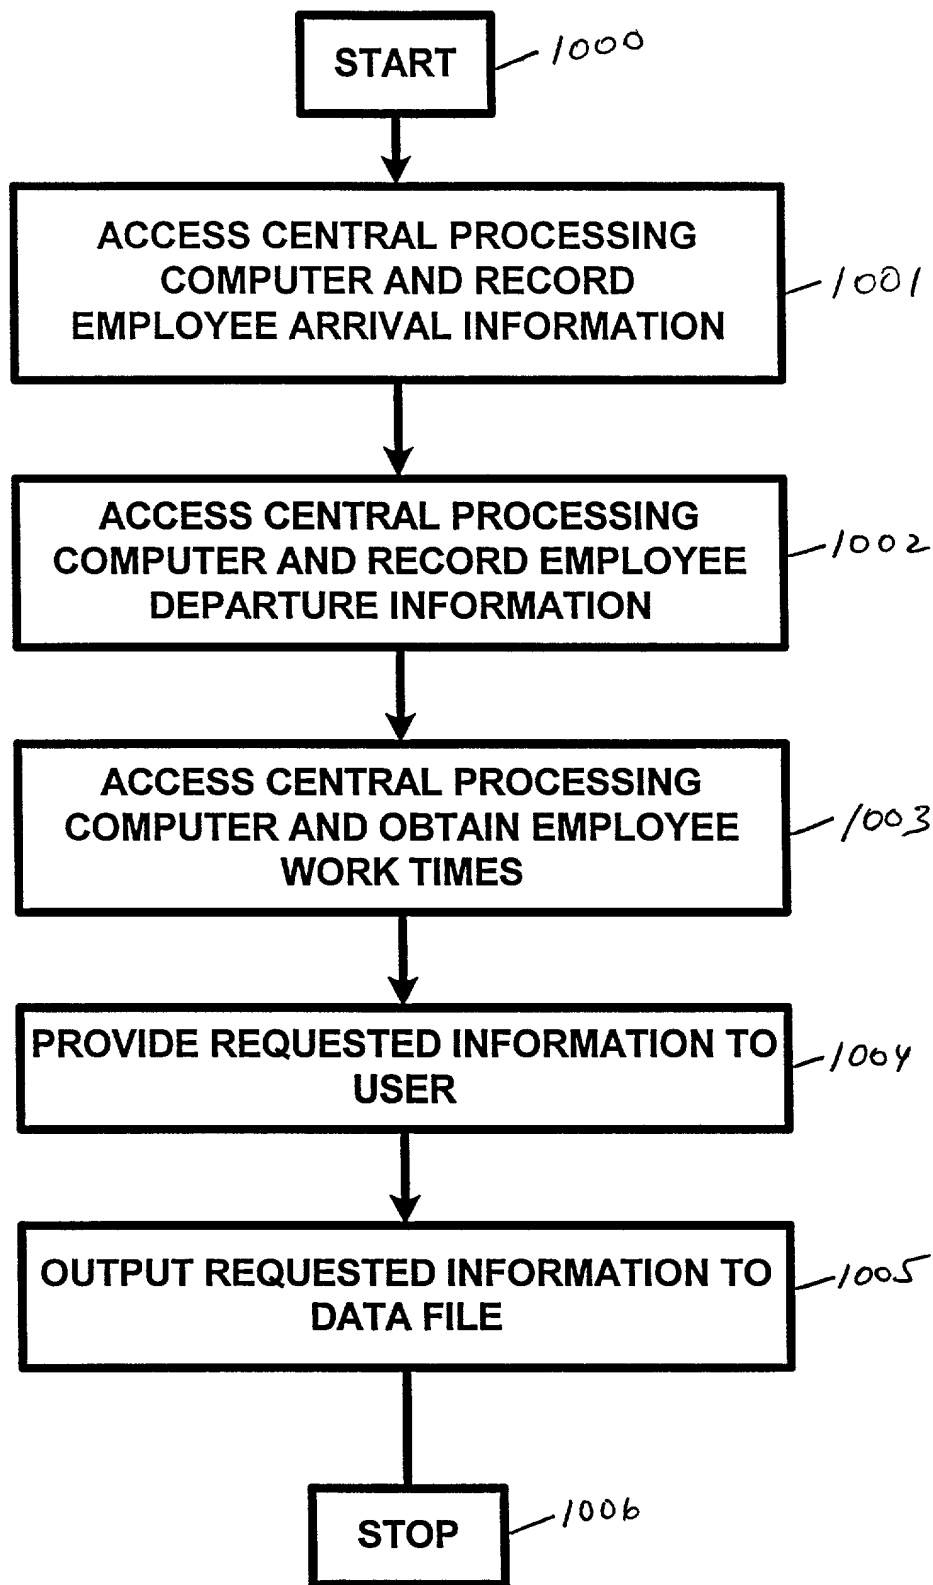 START
1000
ACCESS CENTRAL PROCESSING
COMPUTER AND RECORD
EMPLOYEE ARRIVAL INFORMATION
1001
ACCESS CENTRAL PROCESSING
COMPUTER AND RECORD EMPLOYEE
DEPARTURE INFORMATION
1002
ACCESS CENTRAL PROCESSING
COMPUTER AND OBTAIN EMPLOYEE
WORK TIMES
1003
PROVIDE REQUESTED INFORMATION TO
USER
1004
OUTPUT REQUESTED INFORMATION TO
DATA FILE
1005
STOP
1006